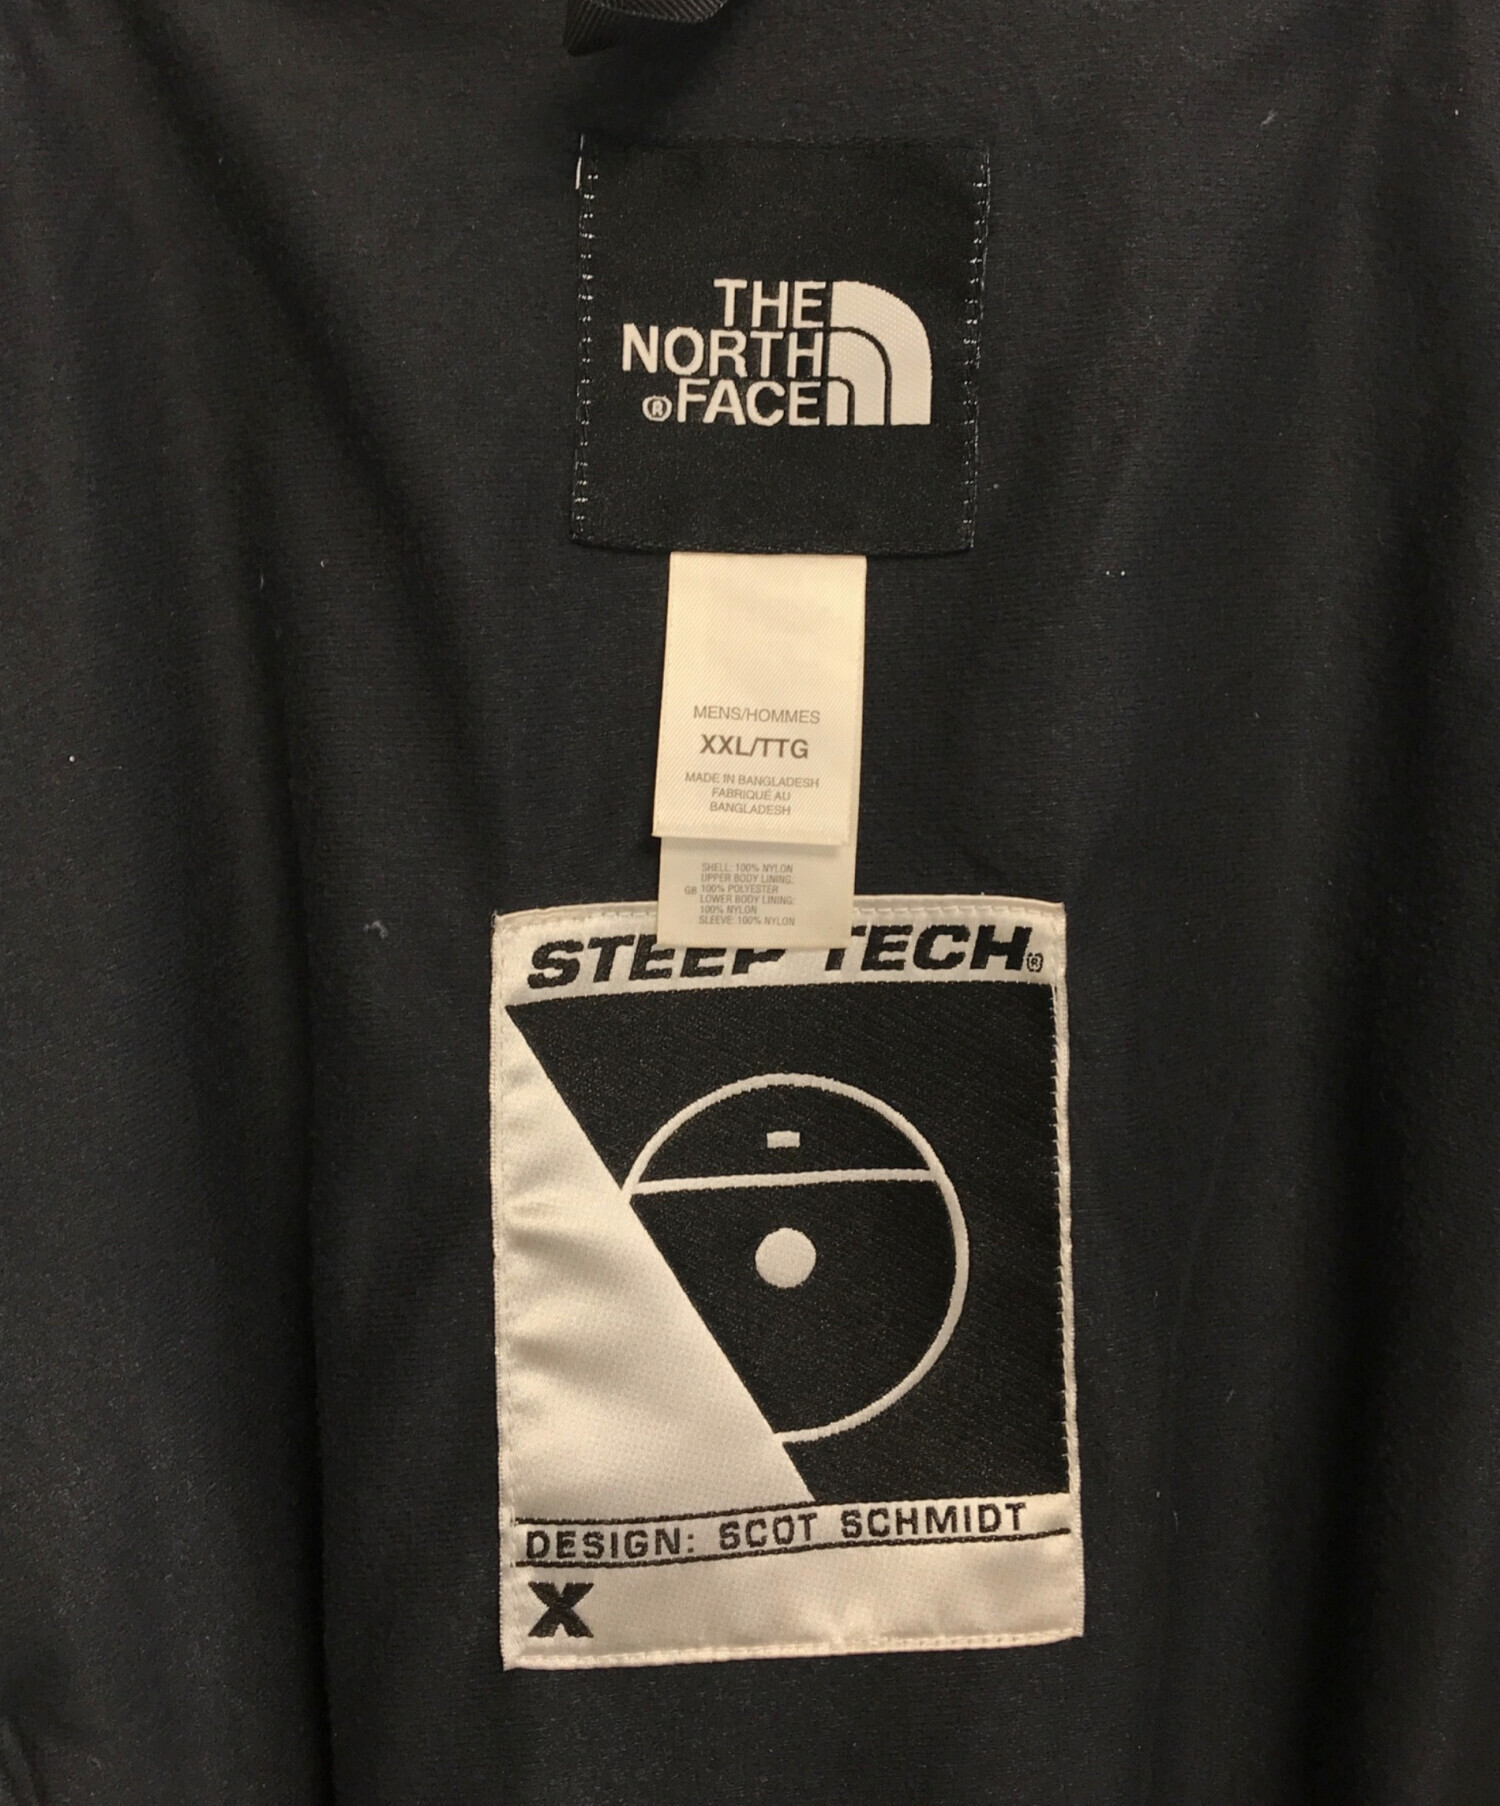 THE
NORTH
®FACE
MENS/HOMMES
XXL/TTG
MADE IN BANGLADESH
FABRIQUÉ AU
BANGLADESH
SHELL: 100% NYLON
UPPER BODY LINING.
GB 100% POLYESTER
LOWER BODY LINING:
100% NYLON
SLEEVE: 100% NYLON
STEEP TECH®
DESIGN: SCOT SCHMIDT
X